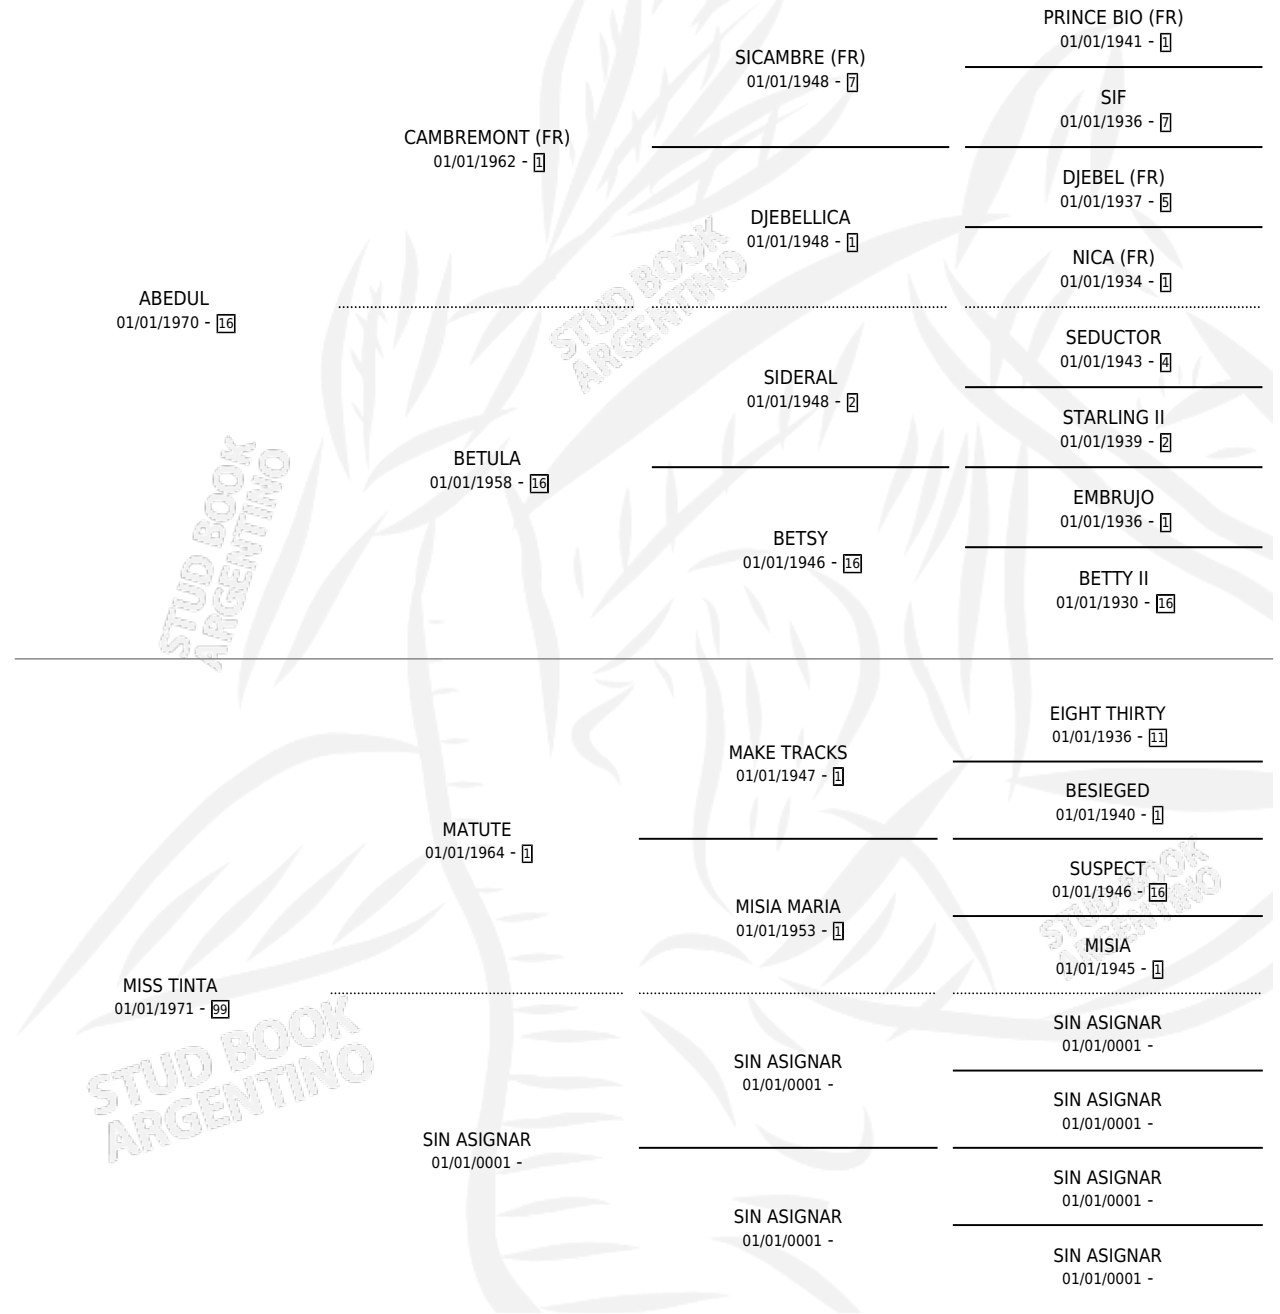 PRINCE BIO (FR)
01/01/1941 - 1
SICAMBRE (FR)
01/01/1948 - 7
SIF
01/01/1936 - 7
CAMBREMONT (FR)
01/01/1962 - 1
DJEBEL (FR)
01/01/1937 - 5
DJEBELLICA
01/01/1948 - 1
NICA (FR)
01/01/1934 - 1
ABEDUL
01/01/1970 - 16
SEDUCTOR
01/01/1943 - 4
SIDERAL
01/01/1948 - 2
STARLING II
01/01/1939 - 2
BETULA
01/01/1958 - 16
EMBRUJO
01/01/1936 - 1
BETSY
01/01/1946 - 16
BETTY II
01/01/1930 - 16
EIGHT THIRTY
01/01/1936 - 11
MAKE TRACKS
01/01/1947 - 1
BESIEGED
01/01/1940 - 1
MATUTE
01/01/1964 - 1
SUSPECT
01/01/1946 - 16
MISIA MARIA
01/01/1953 - 1
MISIA
01/01/1945 - 1
MISS TINTA
01/01/1971 - 99
SIN ASIGNAR
01/01/0001 -
SIN ASIGNAR
01/01/0001 -
SIN ASIGNAR
01/01/0001 -
SIN ASIGNAR
01/01/0001 -
SIN ASIGNAR
01/01/0001 -
SIN ASIGNAR
01/01/0001 -
SIN ASIGNAR
01/01/0001 -
STUD BOOK
ARGENTINO
STUD BOOK
ARGENTINO
STUD BOOK
ARGENTINO
STUD BOOK
ARGENTINO